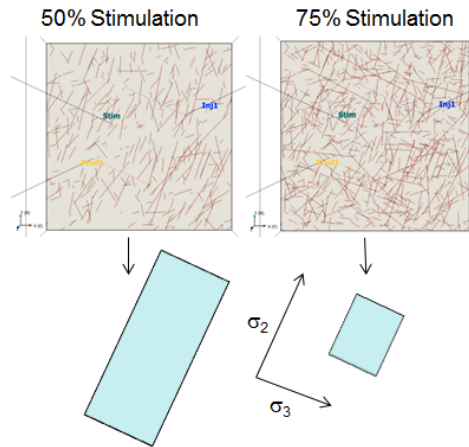 50% Stimulation
75% Stimulation
Stim
Inj1
Stim
Inj1
σ2
σ3